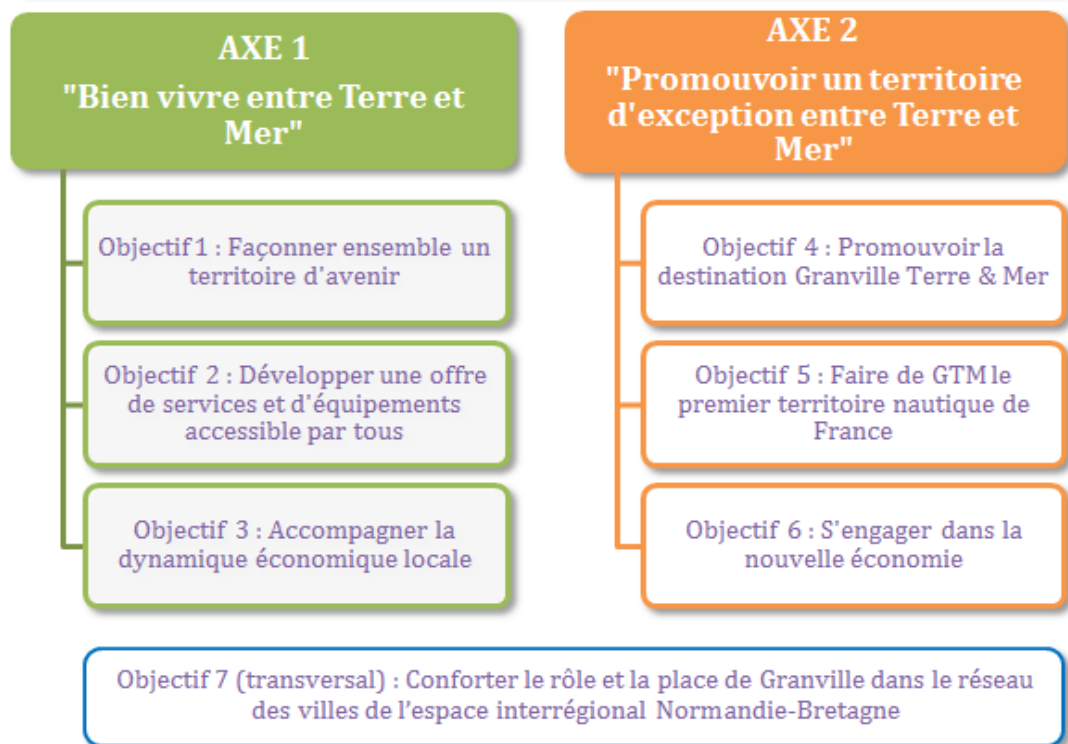 AXE 1
"Bien vivre entre Terre et
Mer"
Objectif 1 : Façonner ensemble un
territoire d'avenir
Objectif 2 : Développer une offre
de services et d'équipements
accessible par tous
Objectif 3 : Accompagner la
dynamique économique locale
AXE 2
"Promouvoir un territoire
d'exception entre Terre et
Mer"
Objectif 4 : Promouvoir la
destination Granville Terre & Mer
Objectif 5 : Faire de GTM le
premier territoire nautique de
France
Objectif 6 : S'engager dans la
nouvelle économie
Objectif 7 (transversal) : Conforter le rôle et la place de Granville dans le réseau
des villes de l'espace interrégional Normandie-Bretagne